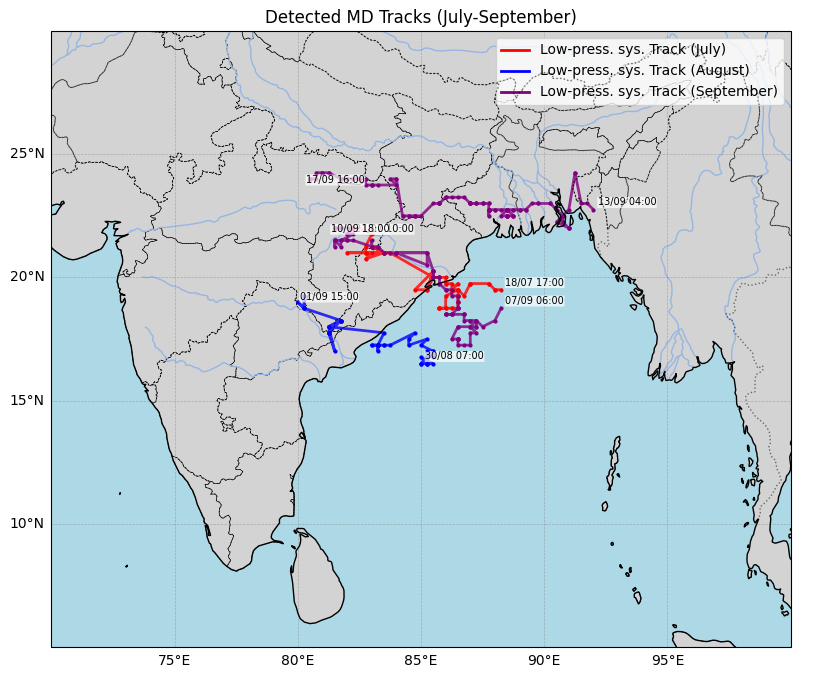 Detected MD Tracks (July-September)
Low-press. sys. Track (July)
Low-press. sys. Track (August)
Low-press. sys. Track (September)
25°N
20°N
15°N
10°N
17/09 16:00
13/09 04:00
10/09 18:00
0:00
18/07 17:00
07/09 06:00
01/09 15:00
30/08 07:00
75°E
80°E
85°E
90°E
95°E